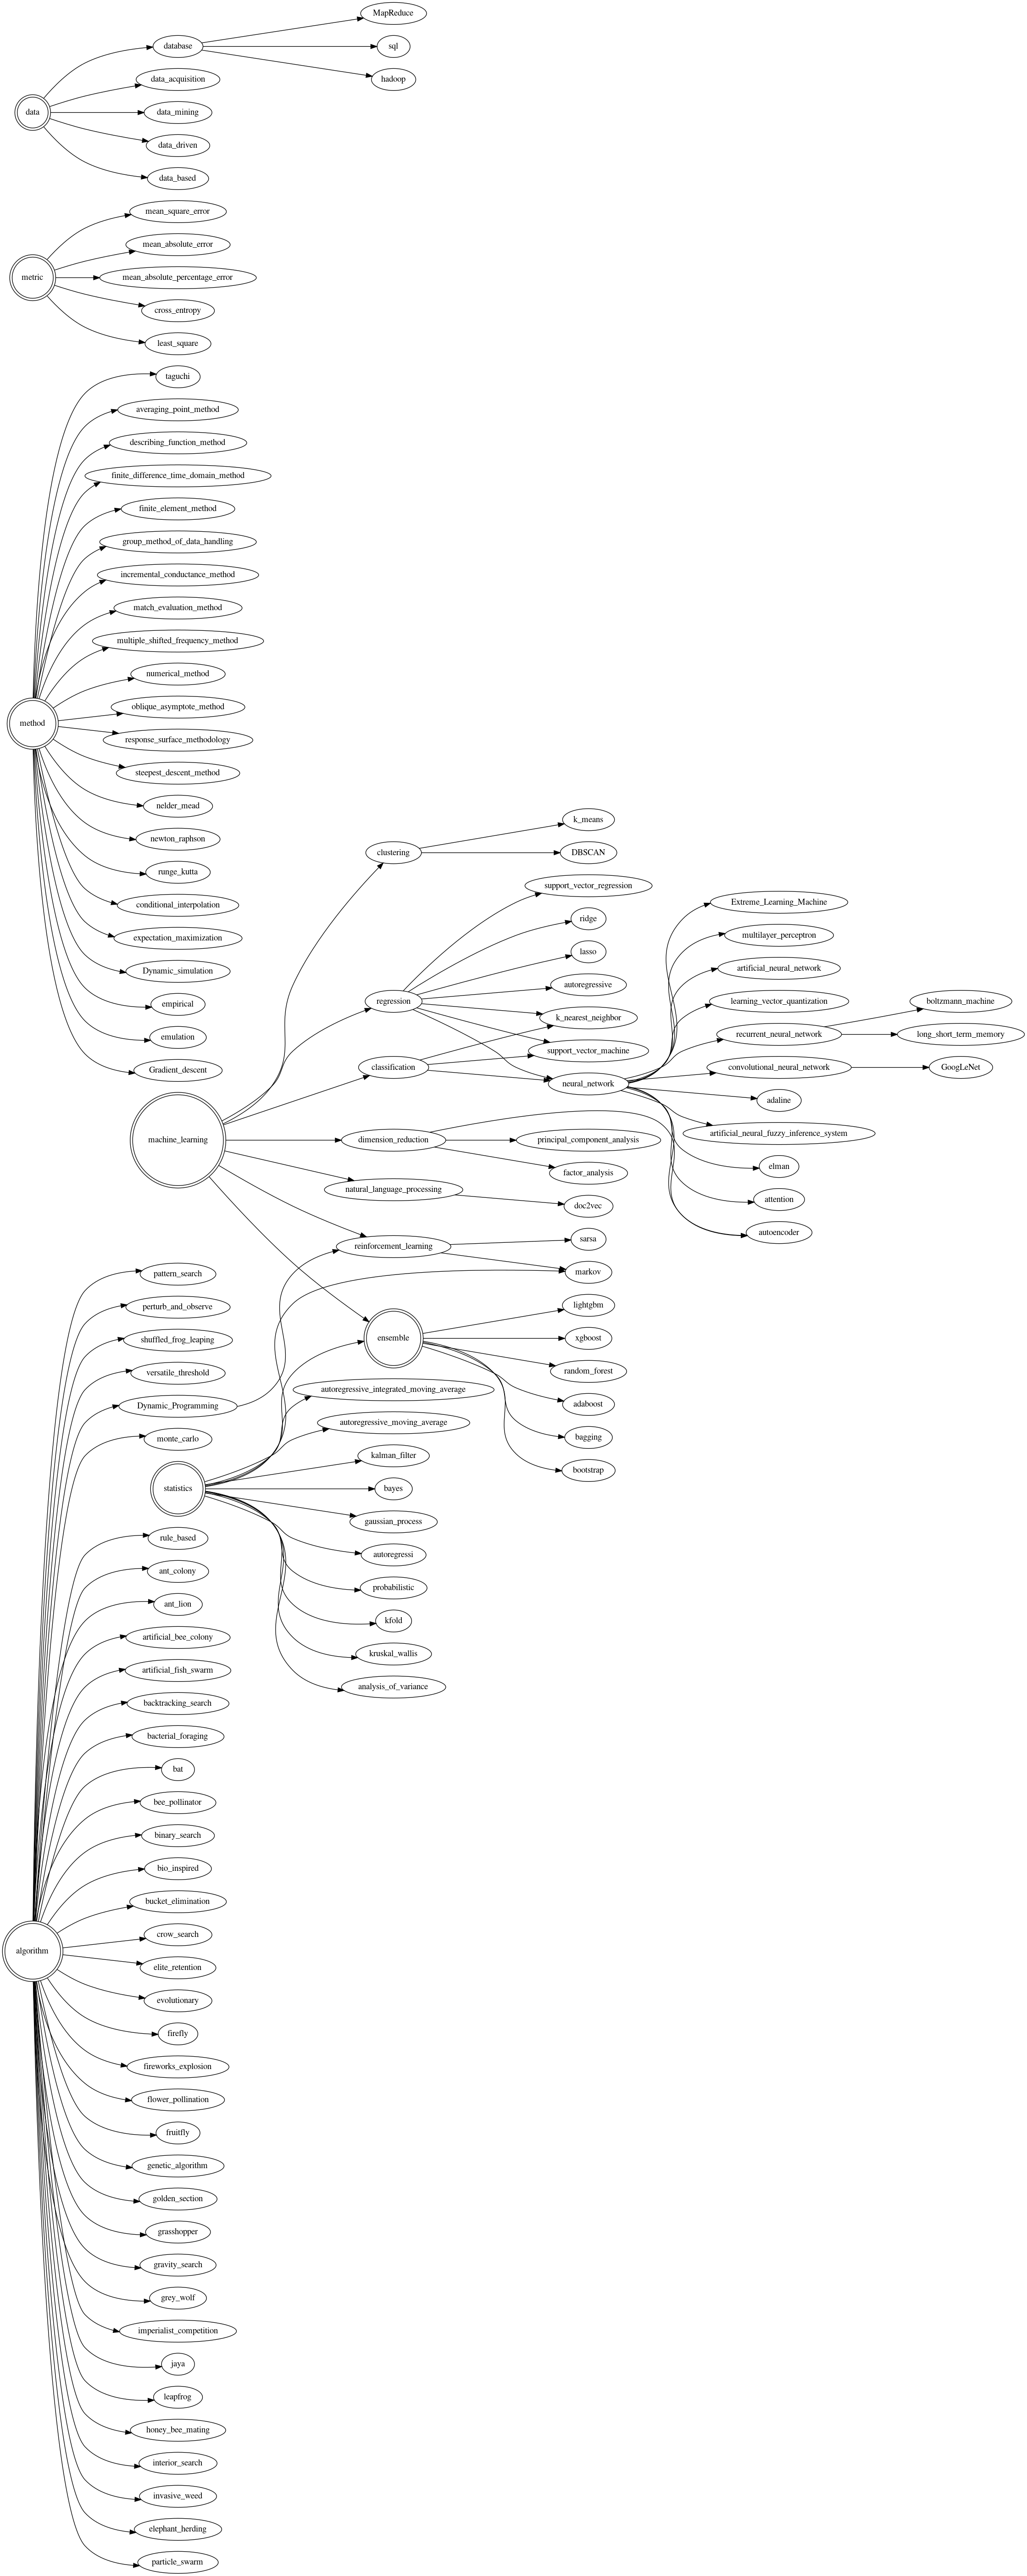 MapReduce
database
sql
hadoop
data_acquisition
data
data_mining
data_driven
data_based
mean_square_error
mean_absolute_error
metric
mean_absolute_percentage_error
cross_entropy
least_square
taguchi
averaging_point_method
describing_function_method
finite_difference_time_domain_method
finite_element_method
group_method_of_data_handling
incremental_conductance_method
match_evaluation_method
multiple_shifted_frequency_method
numerical_method
oblique_asymptote_method
method
response_surface_methodology
steepest_descent_method
nelder_mead
newton_raphson
runge_kutta
conditional_interpolation
expectation_maximization
Dynamic_simulation
empirical
emulation
Gradient_descent
k_means
clustering
DBSCAN
support_vector_regression
ridge
lasso
autoregressive
regression
k_nearest_neighbor
support_vector_machine
classification
neural_network
Extreme_Learning_Machine
multilayer_perceptron
artificial_neural_network
learning_vector_quantization
recurrent_neural_network
boltzmann_machine
long_short_term_memory
convolutional_neural_network
GoogLeNet
adaline
artificial_neural_fuzzy_inference_system
elman
attention
autoencoder
machine_learning
dimension_reduction
principal_component_analysis
factor_analysis
natural_language_processing
doc2vec
reinforcement_learning
sarsa
markov
ensemble
lightgbm
xgboost
random_forest
adaboost
bagging
bootstrap
pattern_search
perturb_and_observe
shuffled_frog_leaping
versatile_threshold
Dynamic_Programming
monte_carlo
statistics
autoregressive_integrated_moving_average
autoregressive_moving_average
kalman_filter
bayes
gaussian_process
autoregressi
probabilistic
kfold
kruskal_wallis
analysis_of_variance
rule_based
ant_colony
ant_lion
artificial_bee_colony
artificial_fish_swarm
backtracking_search
bacterial_foraging
bat
bee_pollinator
binary_search
bio_inspired
bucket_elimination
crow_search
algorithm
elite_retention
evolutionary
firefly
fireworks_explosion
flower_pollination
fruitfly
genetic_algorithm
golden_section
grasshopper
gravity_search
grey_wolf
imperialist_competition
jaya
leapfrog
honey_bee_mating
interior_search
invasive_weed
elephant_herding
particle_swarm